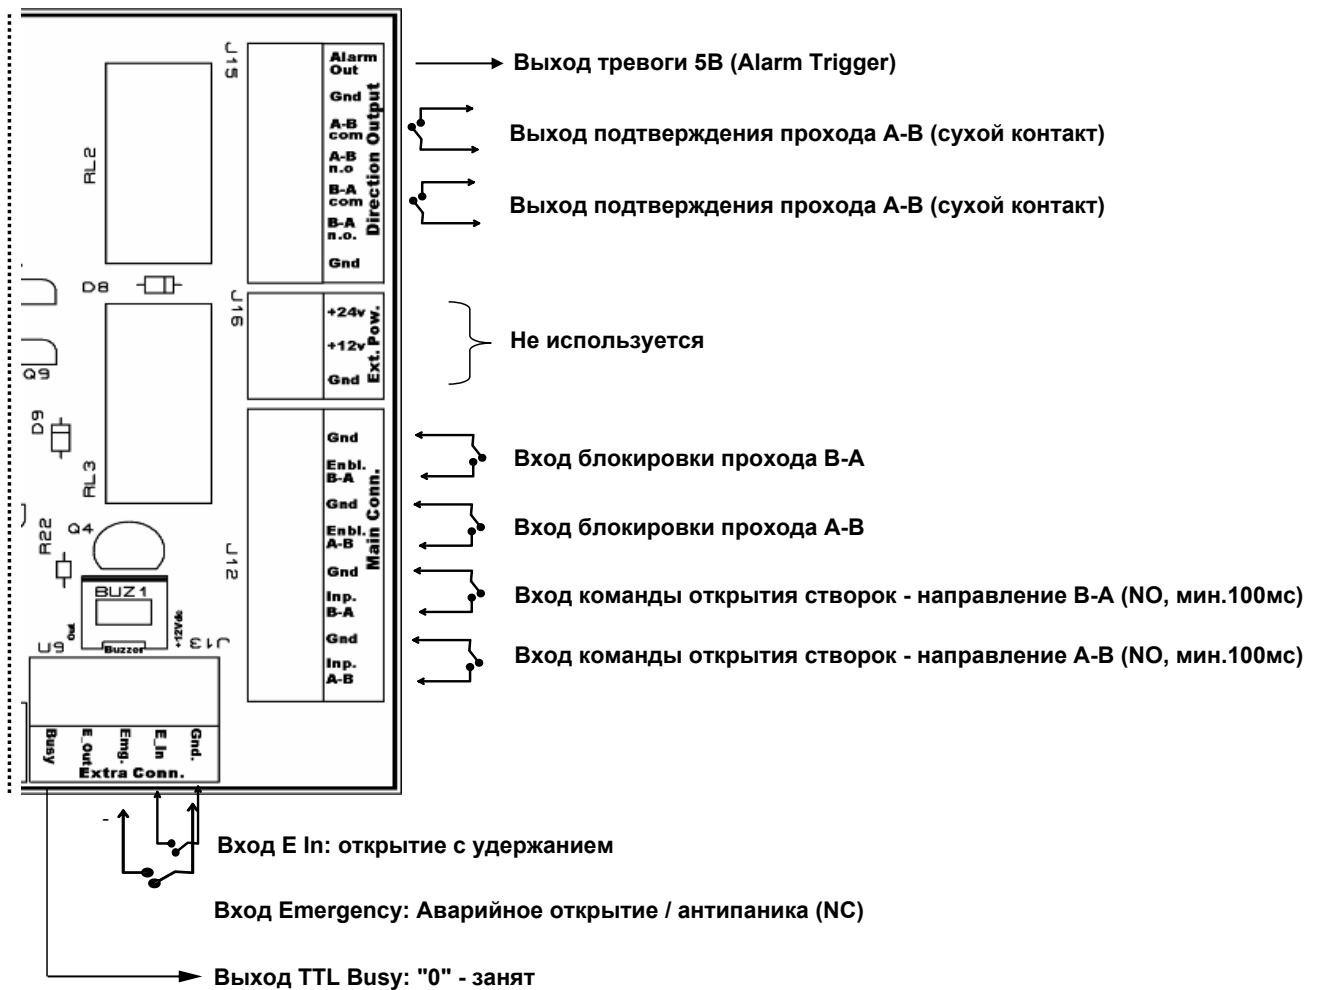 J15
Alarm
Out
Gnd
A-B
com
A-B
n.o
B-A
com
B-A
n.o.
Gnd
Direction Output
Выход тревоги 5В (Alarm Trigger)
Выход подтверждения прохода А-В (сухой контакт)
Выход подтверждения прохода А-В (сухой контакт)
RL2
D8
J16
+24v
+12v
Gnd
Ext. Pow.
Не используется
Q9
D9
RL3
R22
Q4
J12
Gnd
Enbl.
B-A
Gnd
Enbl.
A-B
Gnd
Inp.
B-A
Gnd
Inp.
A-B
Main Conn.
Вход блокировки прохода В-А
Вход блокировки прохода А-В
Вход команды открытия створок - направление В-А (NO, мин.100мс)
Вход команды открытия створок - направление А-В (NO, мин.100мс)
BUZ1
Out
+12Vdc
Buzzer
U9
J13
Busy
E_Out
Emg.
E_In
Gnd.
Extra Conn.
-
Вход E In: открытие с удержанием
Вход Emergency: Аварийное открытие / антипаника (NC)
Выход TTL Busy: "0" - занят